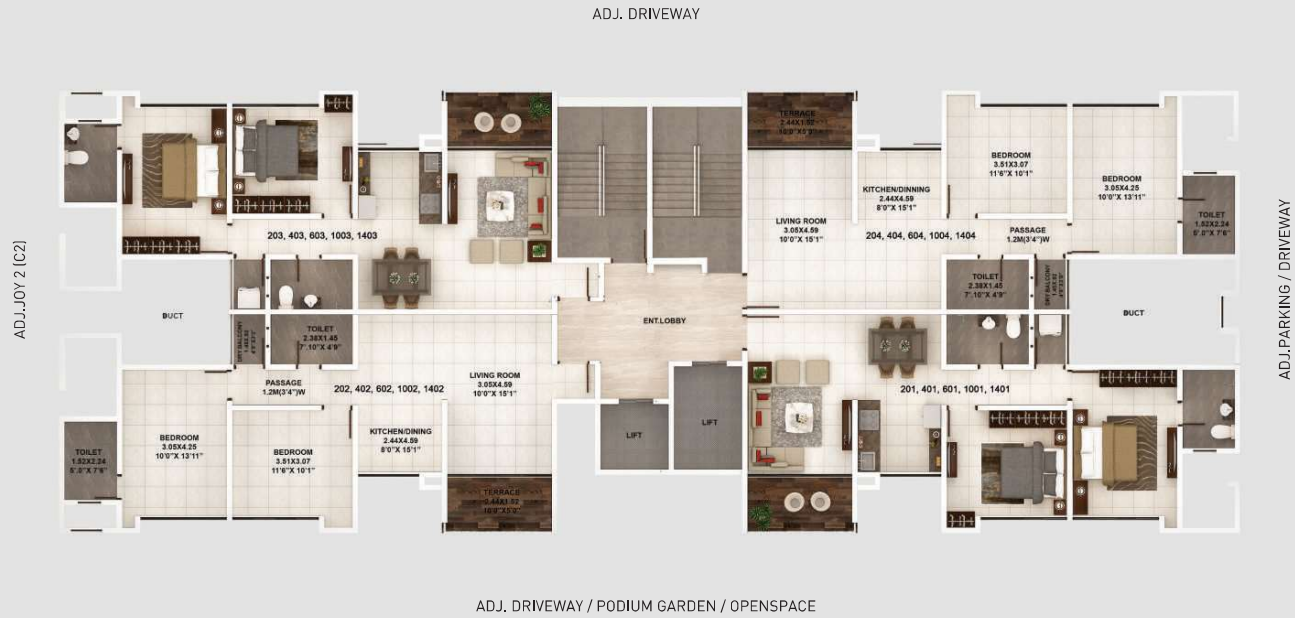 ADJ. DRIVEWAY
ADJ.JOY 2 (C2)
203, 403, 603, 1003, 1403
DUCT
TOILET
2.38X1.45
7'.10"X 4'9"
DRY BALCONY
PASSAGE
1.2M(3'4")W
202, 402, 602, 1002, 1402
LIVING ROOM
3.05X4.59
10'0"X 15'1"
BEDROOM
3.05X4.25
10'0"X 13'11"
BEDROOM
3.51X3.07
11'6"X 10'1"
KITCHEN/DINING
2.44X4.59
8'0"X 15'1"
TOILET
1.52X2.24
5'.0"X 7'6"
TERRACE
2.44X1.52
10'0"X5'0"
ENT.LOBBY
LIFT
LIFT
TERRACE
2.44X1.52
10'0"X5'0"
LIVING ROOM
3.05X4.59
10'0"X 15'1"
KITCHEN/DINNING
2.44X4.59
8'0"X 15'1"
BEDROOM
3.51X3.07
11'6"X 10'1"
BEDROOM
3.05X4.25
10'0"X 13'11"
TOILET
1.52X2.24
5'.0"X 7'6"
204, 404, 604, 1004, 1404
PASSAGE
1.2M(3'4")W
TOILET
2.38X1.45
7'.10"X 4'9"
DRY BALCONY
DUCT
201, 401, 601, 1001, 1401
ADJ.PARKING / DRIVEWAY
ADJ. DRIVEWAY / PODIUM GARDEN / OPENSPACE